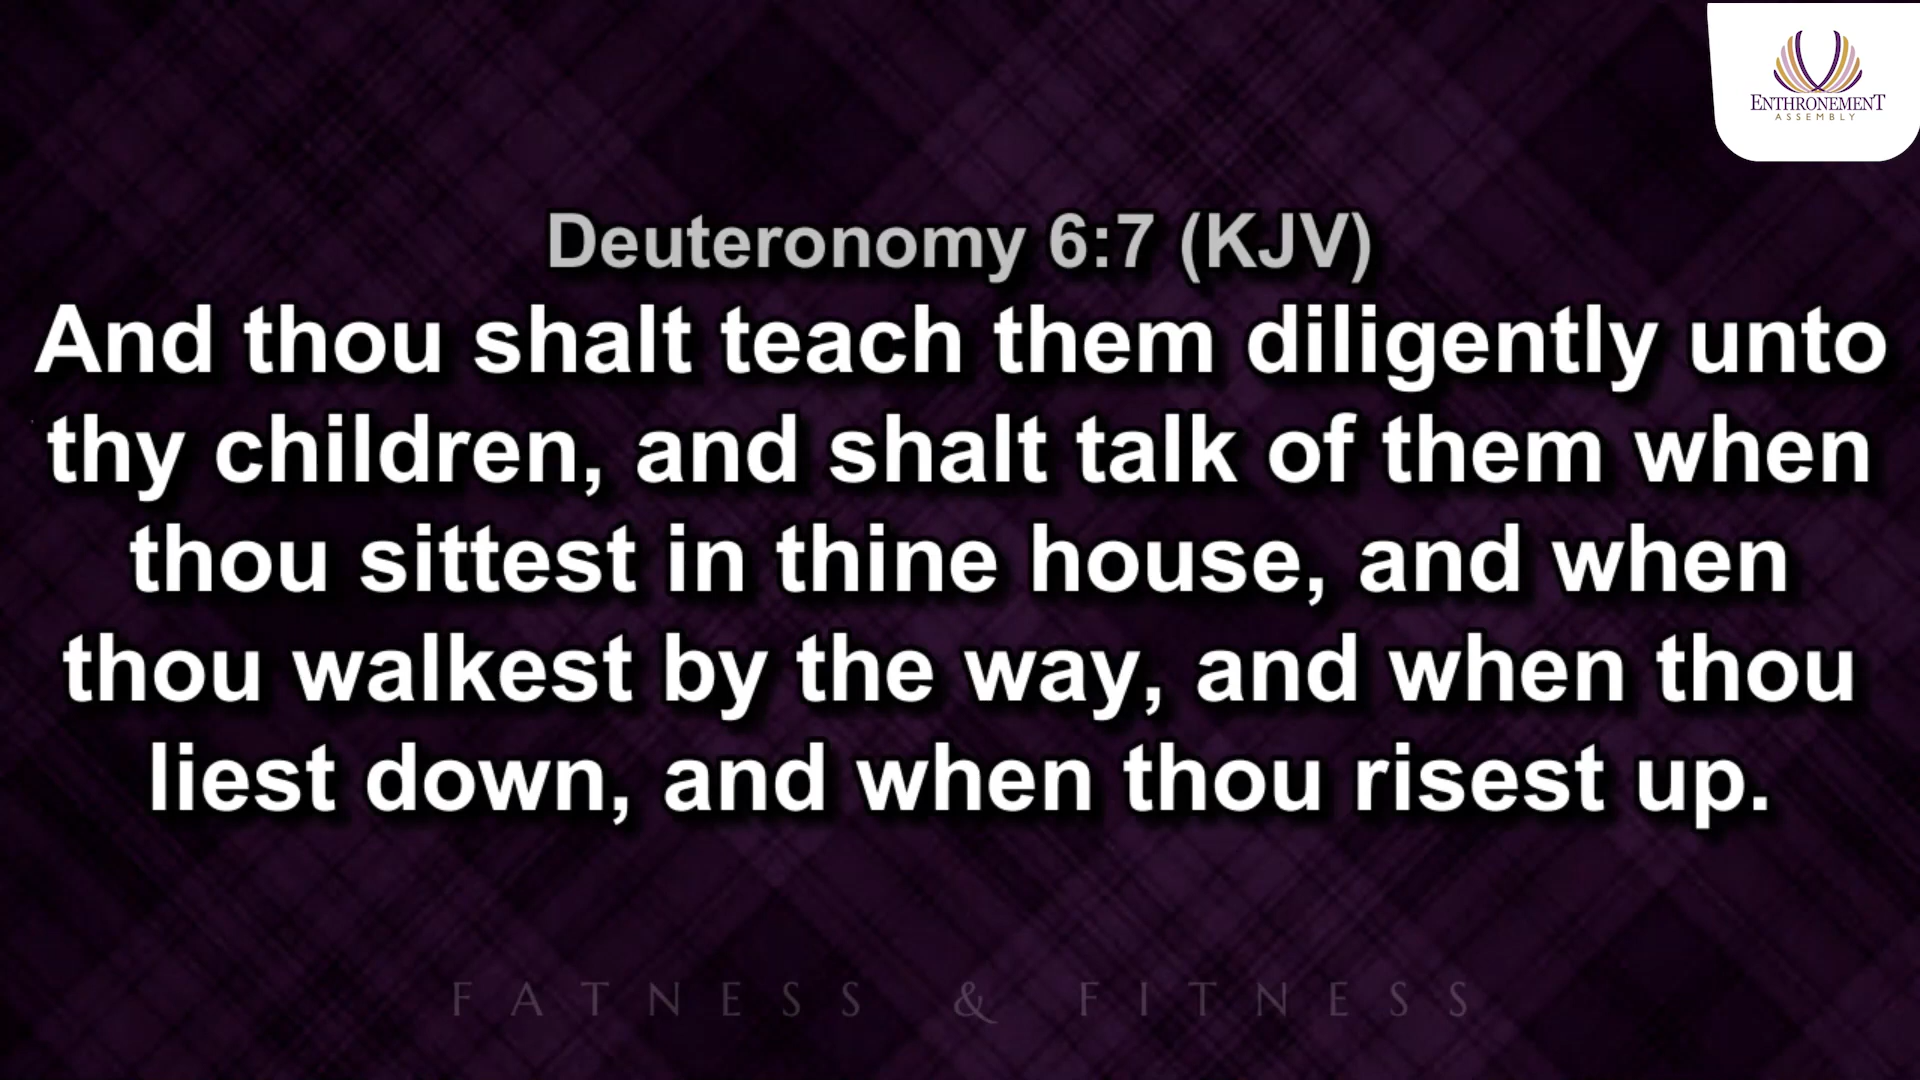 ENTHRONEMENT
ASSEMBLY
Deuteronomy 6:7 (KJV)
And thou shalt teach them diligently unto
thy children, and shalt talk of them when
thou sittest in thine house, and when
thou walkest by the way, and when thou
liest down, and when thou risest up.
FATNESS & FITNESS